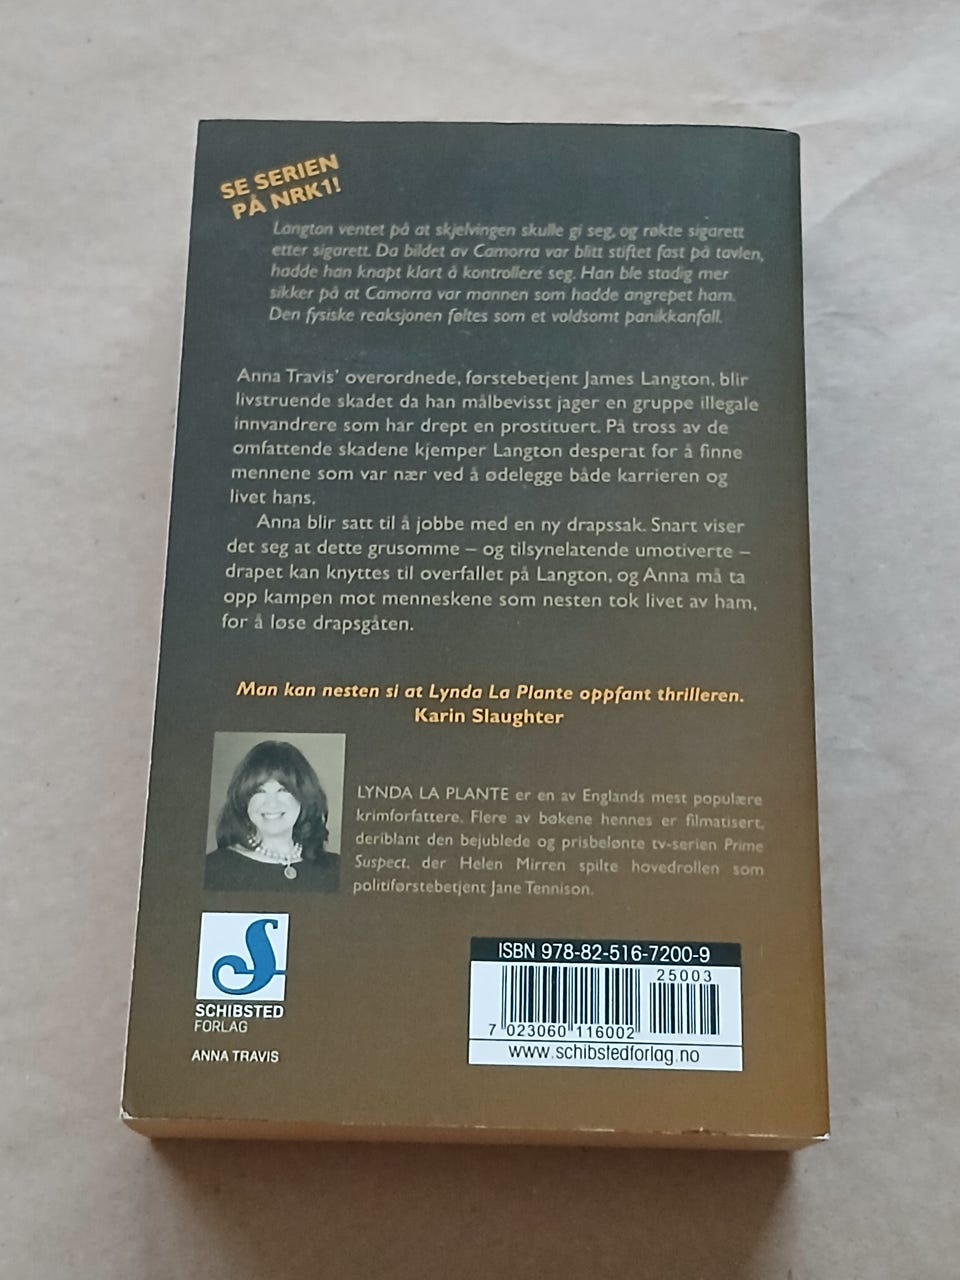 SE SERIEN
PÅ NRK1!
Langton ventet på at skjelvingen skulle gi seg, og røkte sigarett
etter sigarett. Da bildet av Camorra var blitt stiftet fast på tavlen,
hadde han knapt klart å kontrollere seg. Han ble stadig mer
sikker på at Camorra var mannen som hadde angrepet ham.
Den fysiske reaksjonen føltes som et voldsomt panikkanfall.
Anna Travis' overordnede, førstebetjent James Langton, blir
livstruende skadet da han målbevisst jager en gruppe illegale
innvandrere som har drept en prostituert. På tross av de
omfattende skadene kjemper Langton desperat for å finne
mennene som var nær ved å ødelegge både karrieren og
livet hans.
Anna blir satt til å jobbe med en ny drapssak. Snart viser
det seg at dette grusomme – og tilsynelatende umotiverte –
drapet kan knyttes til overfallet på Langton, og Anna må ta
opp kampen mot menneskene som nesten tok livet av ham,
for å løse drapsgåten.
Man kan nesten si at Lynda La Plante oppfant thrilleren.
Karin Slaughter
LYNDA LA PLANTE er en av Englands mest populære
krimforfattere. Flere av bøkene hennes er filmatisert,
deriblant den bejublede og prisbelønte tv-serien Prime
Suspect, der Helen Mirren spilte hovedrollen som
politiførstebetjent Jane Tennison.
S
SCHIBSTED
FORLAG
ANNA TRAVIS
ISBN 978-82-516-7200-9
25003
7 023060 116002
www.schibstedforlag.no